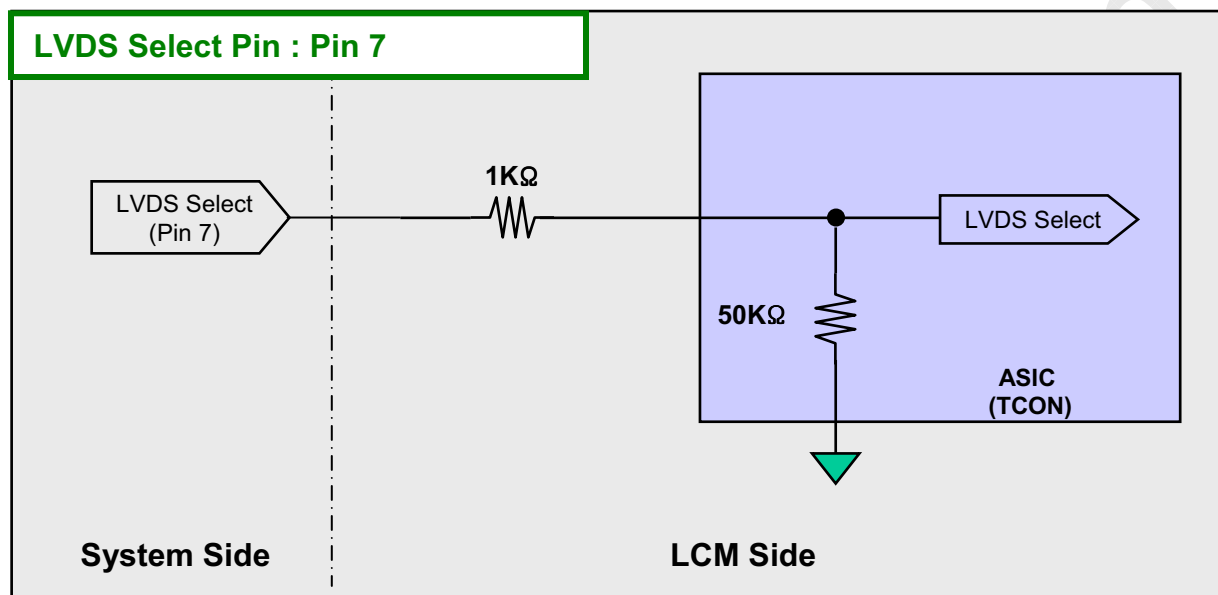 LVDS Select Pin : Pin 7
1KΩ
LVDS Select
(Pin 7)
LVDS Select
50KΩ
ASIC
(TCON)
System Side
LCM Side